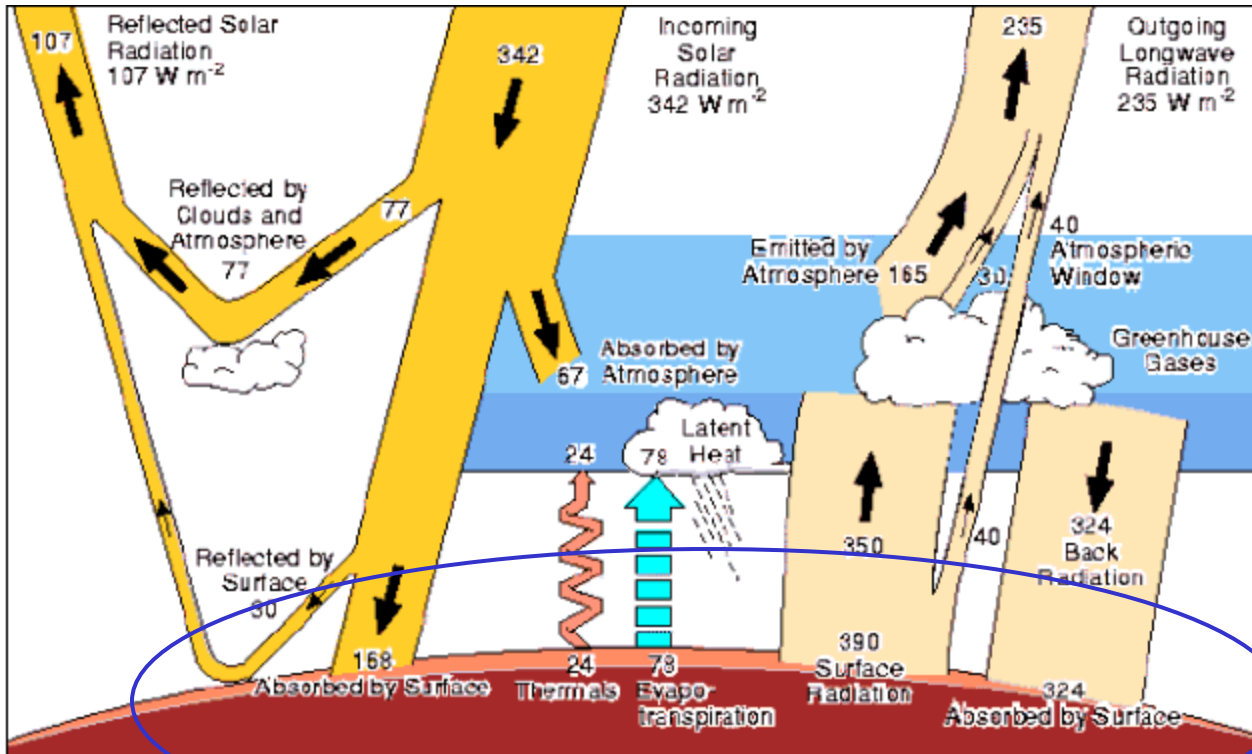 107
Reflected Solar
Radiation
107 W m-2
342
Incoming
Solar
Radiation
342 W m-2
235
Outgoing
Longwave
Radiation
235 W m-2
Reflected by
Clouds and
Atmosphere
77
77
Emitted by
Atmosphere 165
30
40
Atmospheric
Window
Greenhouse
Gases
67
Absorbed by
Atmosphere
24
78
Latent
Heat
350
40
324
Back
Radiation
Reflected by
Surface
30
168
Absorbed by Surface
24
Thermals
78
Evapo-
transpiration
390
Surface
Radiation
324
Absorbed by Surface